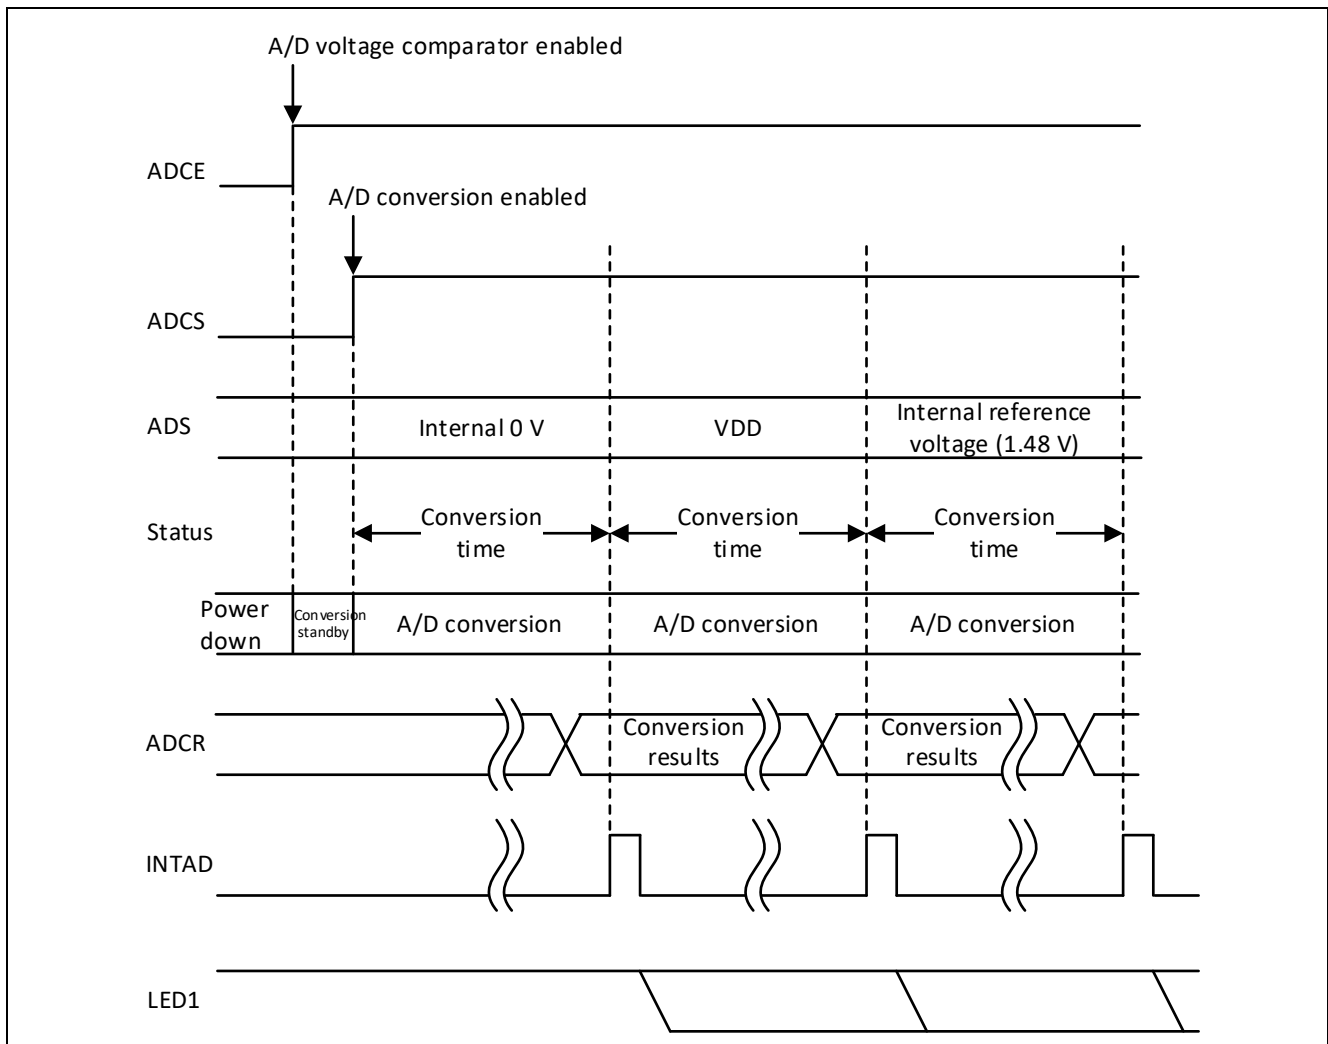 A/D voltage comparator enabled
ADCE
A/D conversion enabled
ADCS
ADS
Internal 0 V
VDD
Internal reference
voltage (1.48 V)
Status
Conversion
time
Conversion
time
Conversion
time
Power
down
Conversion
standby
A/D conversion
A/D conversion
A/D conversion
ADCR
Conversion
results
Conversion
results
INTAD
LED1